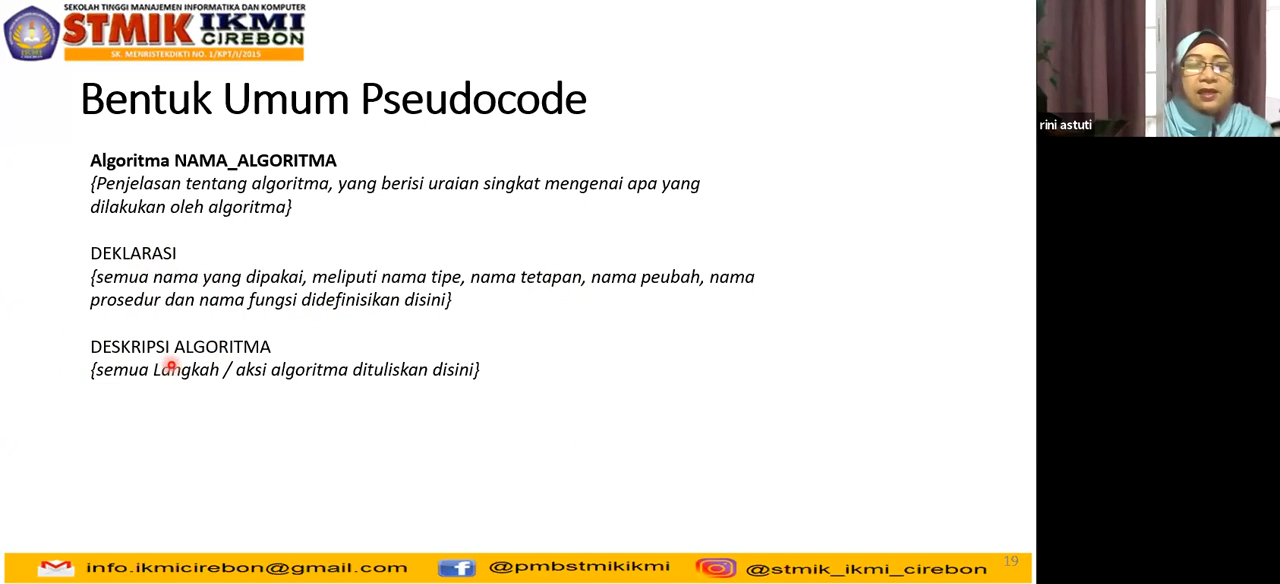 SEKOLAH TINGGI MANAJEMEN INFORMATIKA DAN KOMPUTER
STMIK IKMI
CIREBON
SK. MENRISTEKDIKTI NO. 1/KPT/I/2015
rini astuti
Bentuk Umum Pseudocode
Algoritma NAMA_ALGORITMA
{Penjelasan tentang algoritma, yang berisi uraian singkat mengenai apa yang
dilakukan oleh algoritma}
DEKLARASI
{semua nama yang dipakai, meliputi nama tipe, nama tetapan, nama peubah, nama
prosedur dan nama fungsi didefinisikan disini}
DESKRIPSI ALGORITMA
{semua Langkah / aksi algoritma dituliskan disini}
19
info.ikmicirebon@gmail.com @pmbstmikikmi @stmik_ikmi_cirebon